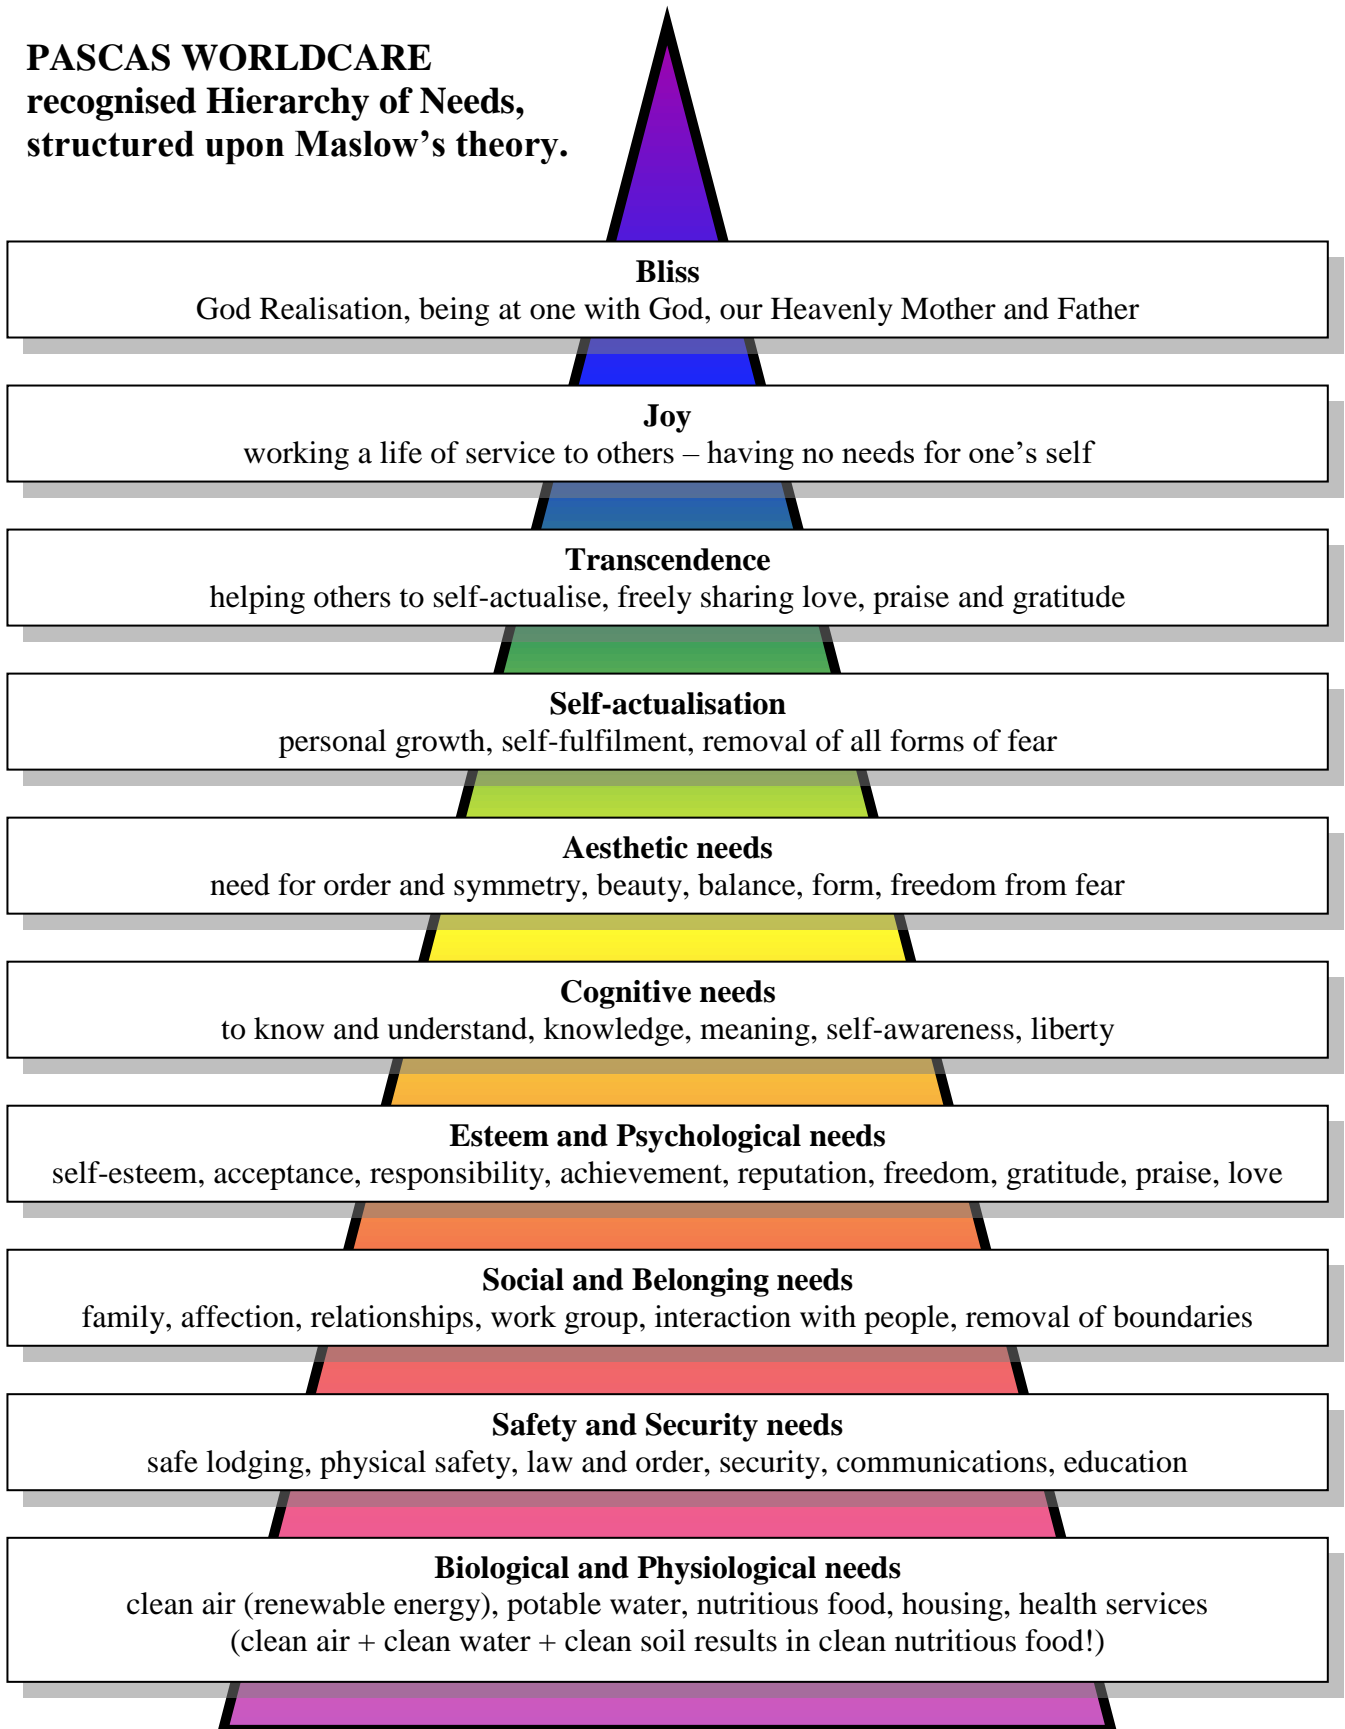 PASCAS WORLDCARE
recognised Hierarchy of Needs,
structured upon Maslow’s theory.
Bliss
God Realisation, being at one with God, our Heavenly Mother and Father
Joy
working a life of service to others – having no needs for one’s self
Transcendence
helping others to self-actualise, freely sharing love, praise and gratitude
Self-actualisation
personal growth, self-fulfilment, removal of all forms of fear
Aesthetic needs
need for order and symmetry, beauty, balance, form, freedom from fear
Cognitive needs
to know and understand, knowledge, meaning, self-awareness, liberty
Esteem and Psychological needs
self-esteem, acceptance, responsibility, achievement, reputation, freedom, gratitude, praise, love
Social and Belonging needs
family, affection, relationships, work group, interaction with people, removal of boundaries
Safety and Security needs
safe lodging, physical safety, law and order, security, communications, education
Biological and Physiological needs
clean air (renewable energy), potable water, nutritious food, housing, health services
(clean air + clean water + clean soil results in clean nutritious food!)